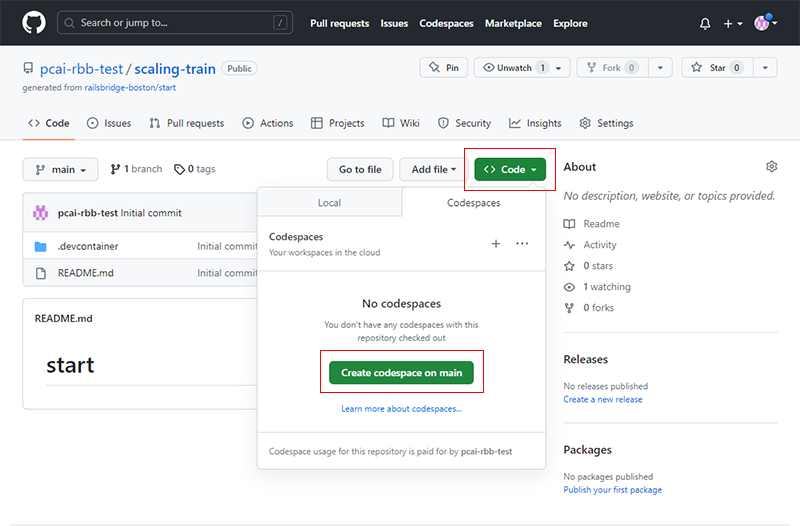 Search or jump to...
/
Pull requests Issues Codespaces Marketplace Explore
pcai-rbb-test / scaling-train Public
generated from railsbridge-boston/start
Pin
Unwatch 1
Fork 0
Star 0
Code Issues Pull requests Actions Projects Wiki Security Insights Settings
main 1 branch 0 tags
Go to file Add file Code
About
No description, website, or topics provided.
Readme
Activity
0 stars
1 watching
0 forks
Releases
No releases published
Create a new release
Packages
No packages published
Publish your first package
pcai-rbb-test Initial commit
.devcontainer Initial commit
README.md Initial commit
README.md
start
Local Codespaces
Codespaces
Your workspaces in the cloud
No codespaces
You don't have any codespaces with this
repository checked out
Create codespace on main
Learn more about codespaces...
Codespace usage for this repository is paid for by pcai-rbb-test